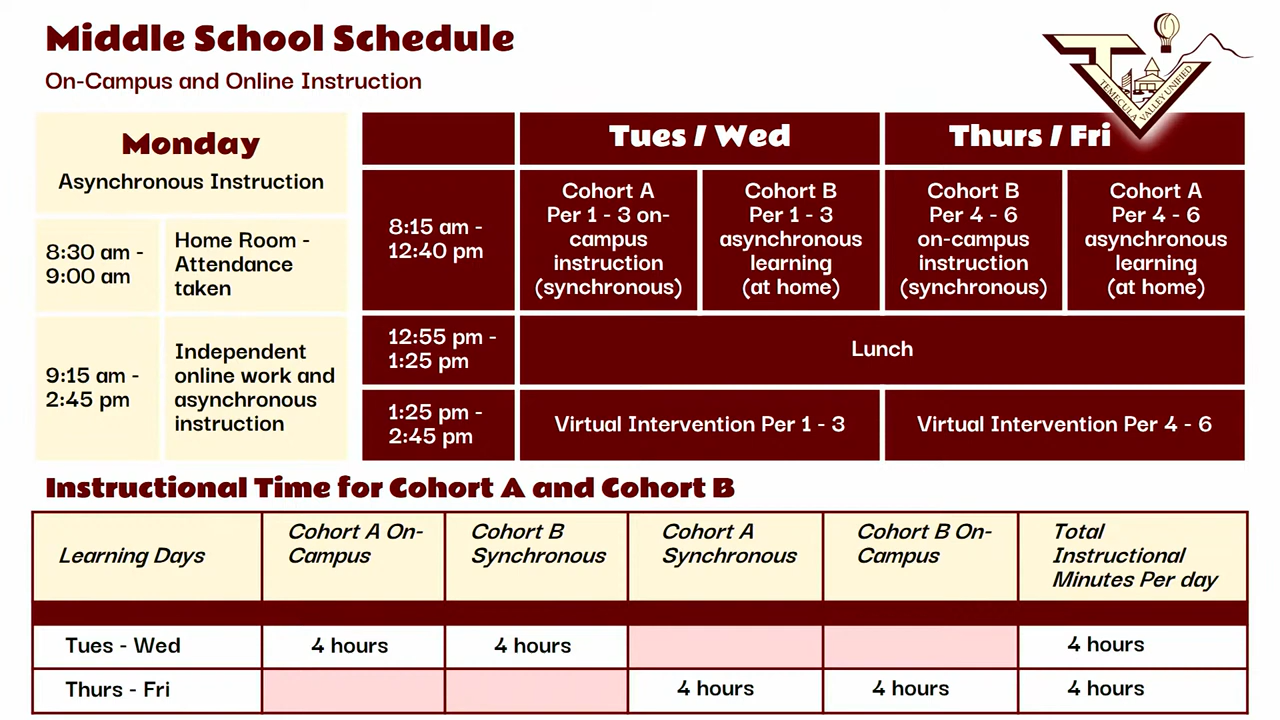 Middle School Schedule
On-Campus and Online Instruction
TEMECULA VALLEY UNIFIED
Monday
Asynchronous Instruction
8:30 am -
9:00 am
Home Room -
Attendance
taken
9:15 am -
2:45 pm
Independent
online work and
asynchronous
instruction
Tues / Wed
Thurs / Fri
8:15 am -
12:40 pm
Cohort A
Per 1 - 3 on-
campus
instruction
(synchronous)
Cohort B
Per 1 - 3
asynchronous
learning
(at home)
Cohort B
Per 4 - 6
on-campus
instruction
(synchronous)
Cohort A
Per 4 - 6
asynchronous
learning
(at home)
12:55 pm -
1:25 pm
Lunch
1:25 pm -
2:45 pm
Virtual Intervention Per 1 - 3
Virtual Intervention Per 4 - 6
Instructional Time for Cohort A and Cohort B
Learning Days
Cohort A On-
Campus
Cohort B
Synchronous
Cohort A
Synchronous
Cohort B On-
Campus
Total
Instructional
Minutes Per day
Tues - Wed
4 hours
4 hours
4 hours
Thurs - Fri
4 hours
4 hours
4 hours